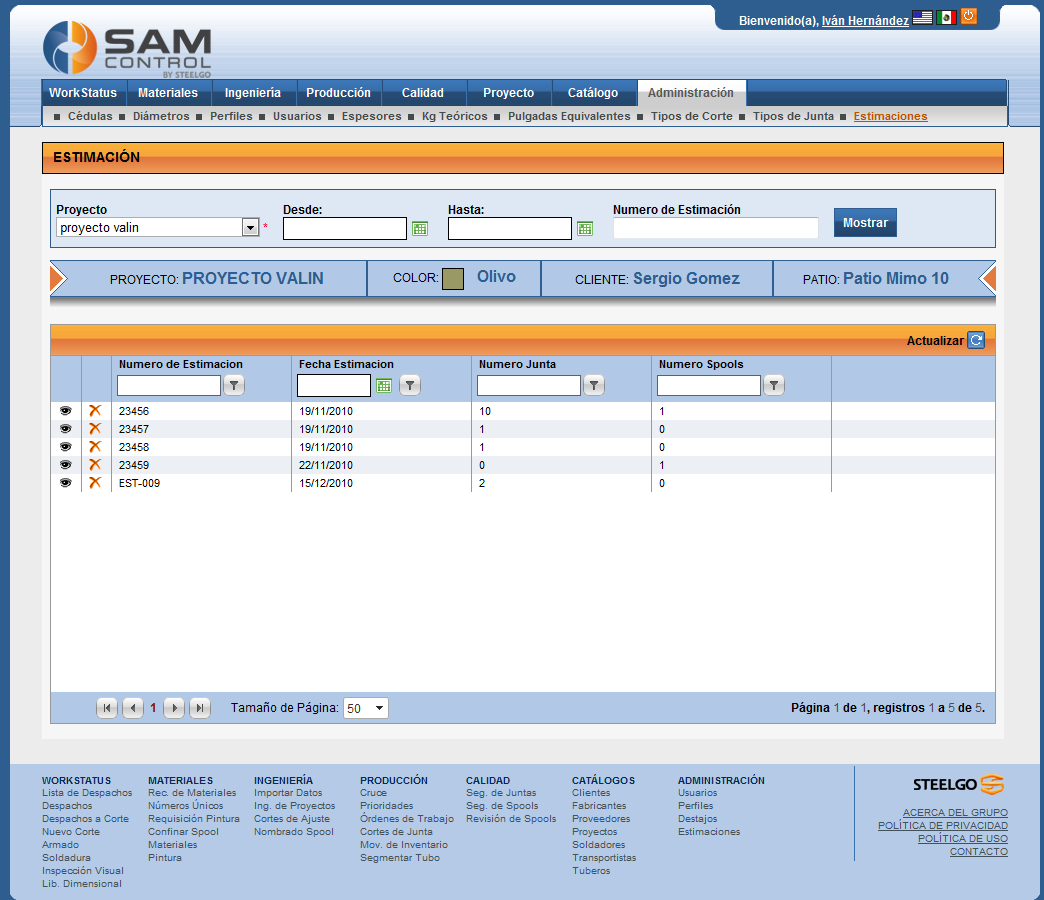 Bienvenido(a), Iván Hernández
SAM
CONTROL
BY STEELGO
WorkStatus Materiales Ingeniería Producción Calidad Proyecto Catálogo Administración
Cédulas Diámetros Perfiles Usuarios Espesores Kg Teóricos Pulgadas Equivalentes Tipos de Corte Tipos de Junta Estimaciones
ESTIMACIÓN
Proyecto Desde: Hasta: Numero de Estimación
proyecto valin * Mostrar
PROYECTO: PROYECTO VALIN COLOR: Olivo CLIENTE: Sergio Gomez PATIO: Patio Mimo 10
Actualizar
Numero de Estimacion Fecha Estimacion Numero Junta Numero Spools
23456 19/11/2010 10 1
23457 19/11/2010 1 0
23458 19/11/2010 1 0
23459 22/11/2010 0 1
EST-009 15/12/2010 2 0
1 Tamaño de Página: 50 Página 1 de 1, registros 1 a 5 de 5.
WORKSTATUS MATERIALES INGENIERÍA PRODUCCIÓN CALIDAD CATÁLOGOS ADMINISTRACIÓN
Lista de Despachos Rec. de Materiales Importar Datos Cruce Seg. de Juntas Clientes Usuarios
Despachos Números Únicos Ing. de Proyectos Prioridades Seg. de Spools Fabricantes Perfiles
Despachos a Corte Requisición Pintura Cortes de Ajuste Órdenes de Trabajo Revisión de Spools Proveedores Destajos
Nuevo Corte Confinar Spool Nombrado Spool Cortes de Junta Proyectos Estimaciones
Armado Materiales Mov. de Inventario Soldadores
Soldadura Pintura Segmentar Tubo Transportistas
Inspección Visual Tuberos
Lib. Dimensional
STEELGO
ACERCA DEL GRUPO
POLÍTICA DE PRIVACIDAD
POLÍTICA DE USO
CONTACTO